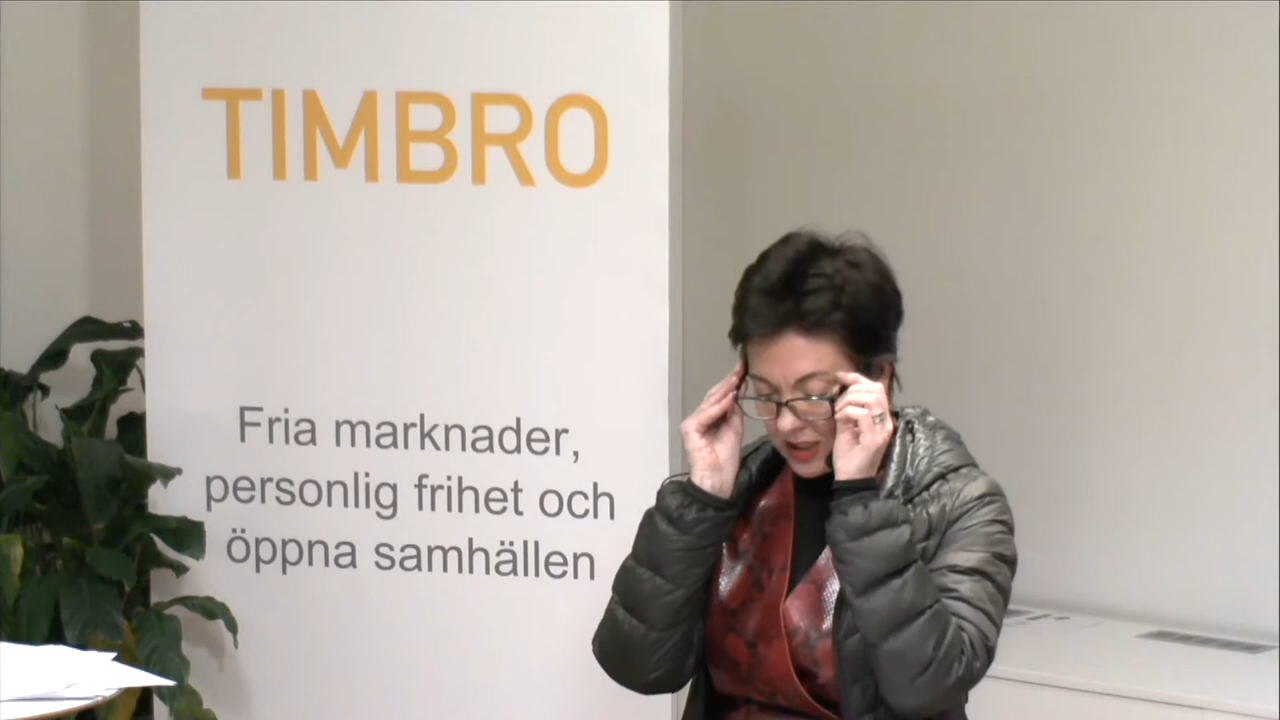 TIMBRO
Fria marknader,
personlig frihet och
öppna samhällen